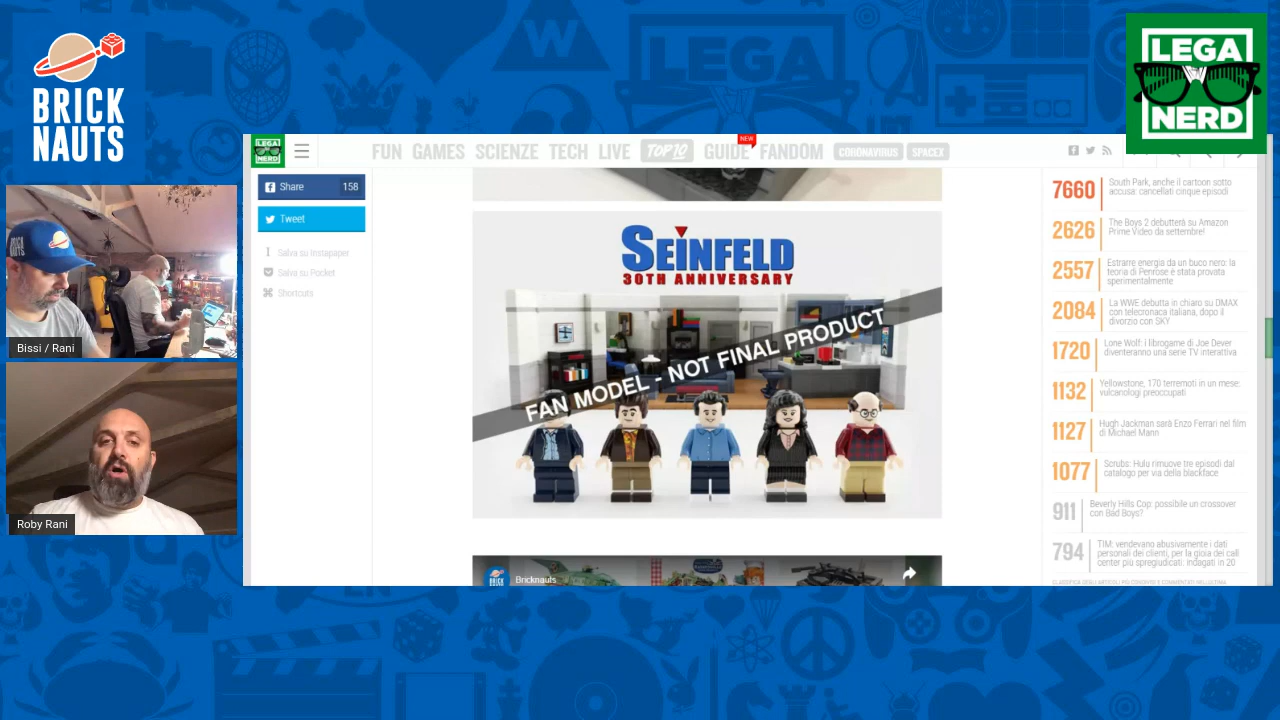 BRICK
NAUTS
LEGA
NERD
W
LEGA
LEGA
NERD
FUN GAMES SCIENZE TECH LIVE TOP10 GUIDE NEW FANDOM CORONAVIRUS SPACEX
Share 158
Tweet
Salva su Instapaper
Salva su Pocket
Shortcuts
SEINFELD
30TH ANNIVERSARY
FAN MODEL - NOT FINAL PRODUCT
Bricknauts
7660 South Park, anche il cartoon sotto
accusa: cancellati cinque episodi
2626 The Boys 2 debutterà su Amazon
Prime Video da settembre!
2557 Estrarre energia da un buco nero: la
teoria di Penrose è stata provata
sperimentalmente
2084 La WWE debutta in chiaro su DMAX
con telecronaca italiana, dopo il
divorzio con SKY
1720 Lone Wolf: i librogame di Joe Dever
diventeranno una serie TV interattiva
1132 Yellowstone, 170 terremoti in un mese:
vulcanologi preoccupati
1127 Hugh Jackman sarà Enzo Ferrari nel film
di Michael Mann
1077 Scrubs: Hulu rimuove tre episodi dal
catalogo per via della blackface
911 Beverly Hills Cop: possibile un crossover
con Bad Boys?
794 TIM: vendevano abusivamente i dati
personali dei clienti, per la gioia dei call
center più spregiudicati: indagati in 20
Bissi / Rani
Roby Rani